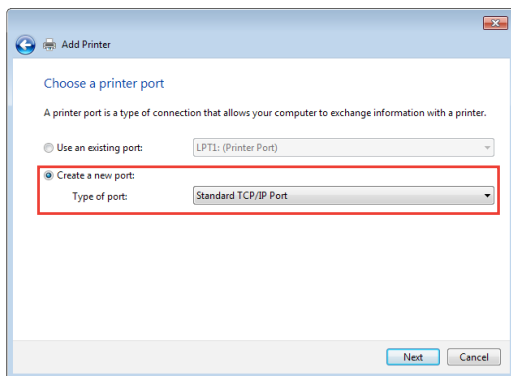 Add Printer
Choose a printer port
A printer port is a type of connection that allows your computer to exchange information with a printer.
Use an existing port: LPT1: (Printer Port)
Create a new port:
Type of port: Standard TCP/IP Port
Next Cancel